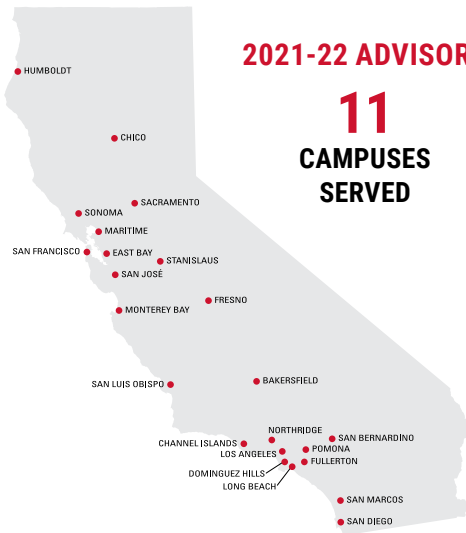 2021-22 ADVISOR
11
CAMPUSES
SERVED
HUMBOLDT
CHICO
SACRAMENTO
SONOMA
MARITIME
SAN FRANCISCO
EAST BAY
STANISLAUS
SAN JOSÉ
FRESNO
MONTEREY BAY
BAKERSFIELD
SAN LUIS OBISPO
NORTHRIDGE
SAN BERNARDINO
CHANNEL ISLANDS
POMONA
LOS ANGELES
FULLERTON
DOMINGUEZ HILLS
LONG BEACH
SAN MARCOS
SAN DIEGO